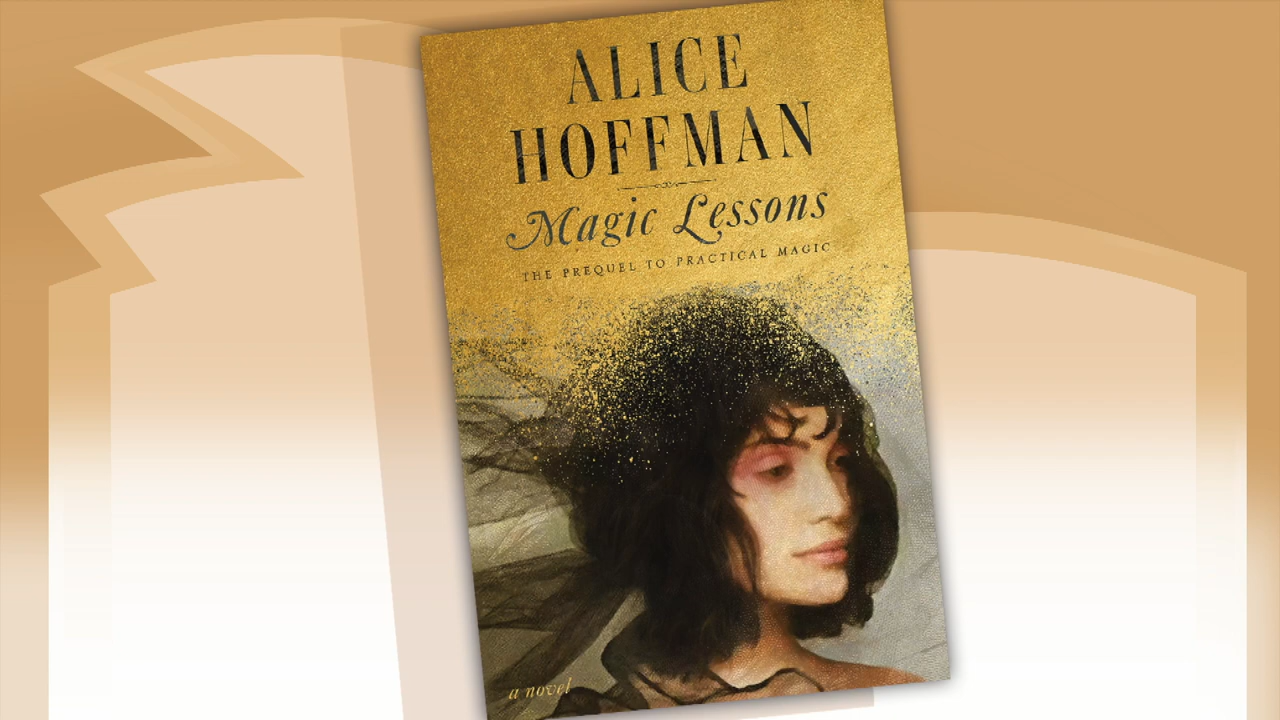 ALICE
HOFFMAN
Magic Lessons
THE PREQUEL TO PRACTICAL MAGIC
a novel